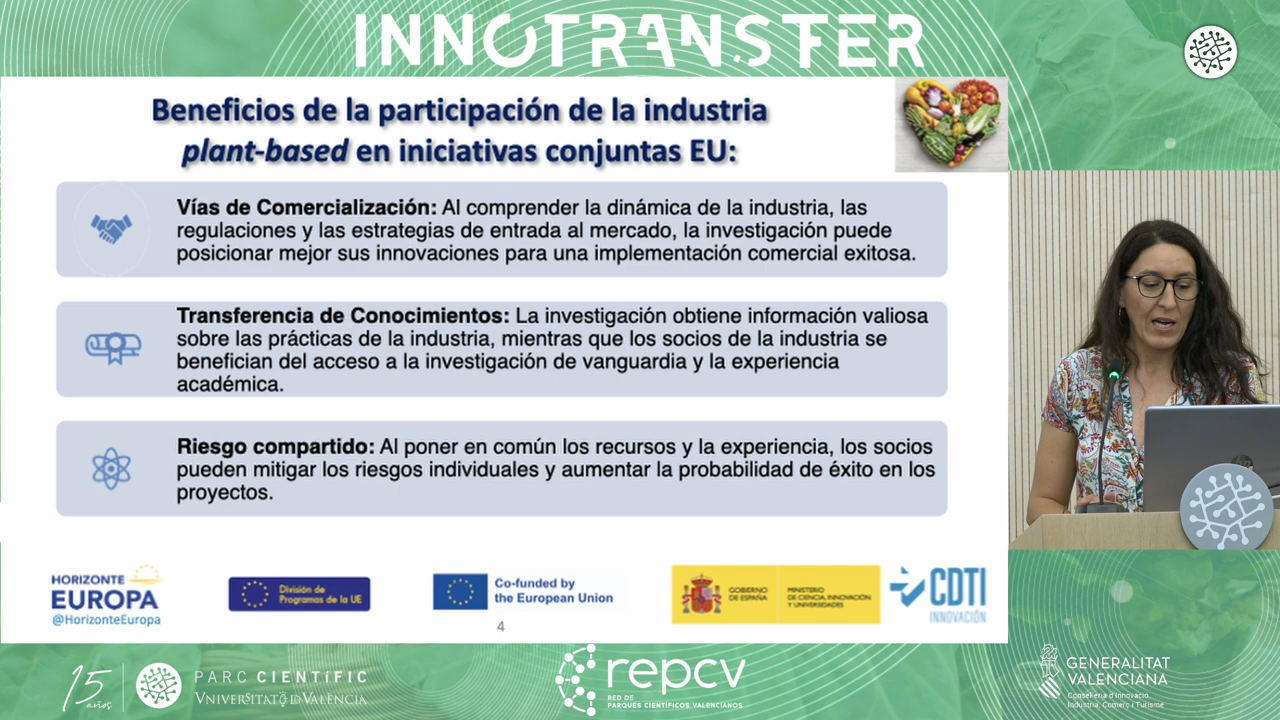 INNOTRANSFER
Beneficios de la participación de la industria
plant-based en iniciativas conjuntas EU:
Vías de Comercialización: Al comprender la dinámica de la industria, las
regulaciones y las estrategias de entrada al mercado, la investigación puede
posicionar mejor sus innovaciones para una implementación comercial exitosa.
Transferencia de Conocimientos: La investigación obtiene información valiosa
sobre las prácticas de la industria, mientras que los socios de la industria se
benefician del acceso a la investigación de vanguardia y la experiencia
académica.
Riesgo compartido: Al poner en común los recursos y la experiencia, los socios
pueden mitigar los riesgos individuales y aumentar la probabilidad de éxito en los
proyectos.
HORIZONTE
EUROPA
@HorizonteEuropa
División de
Programas de la UE
Co-funded by
the European Union
GOBIERNO
DE ESPAÑA
MINISTERIO
DE CIENCIA, INNOVACIÓN
Y UNIVERSIDADES
CDTI
INNOVACIÓN
4
15
años
PARC CIENTÍFIC
VNIVERSITAT ID VALÈNCIA
repcv
RED DE
PARQUES CIENTÍFICOS VALENCIANOS
GENERALITAT
VALENCIANA
Conselleria d'Innovació,
Indústria, Comerç i Turisme
hp